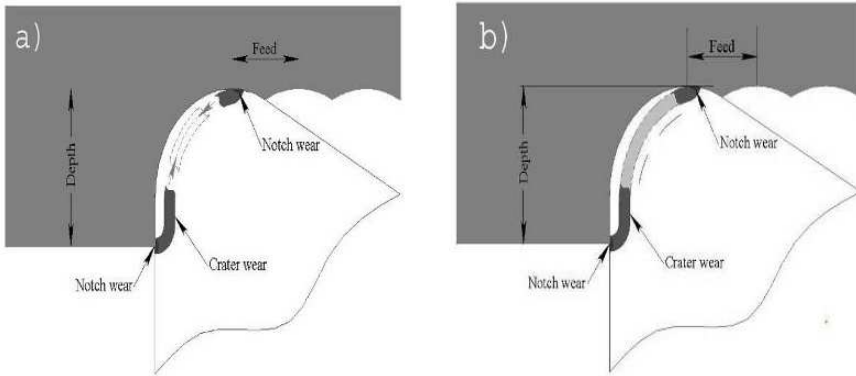 a)
Feed
Depth
Notch wear
Crater wear
Notch wear
b)
Feed
Depth
Notch wear
Crater wear
Notch wear